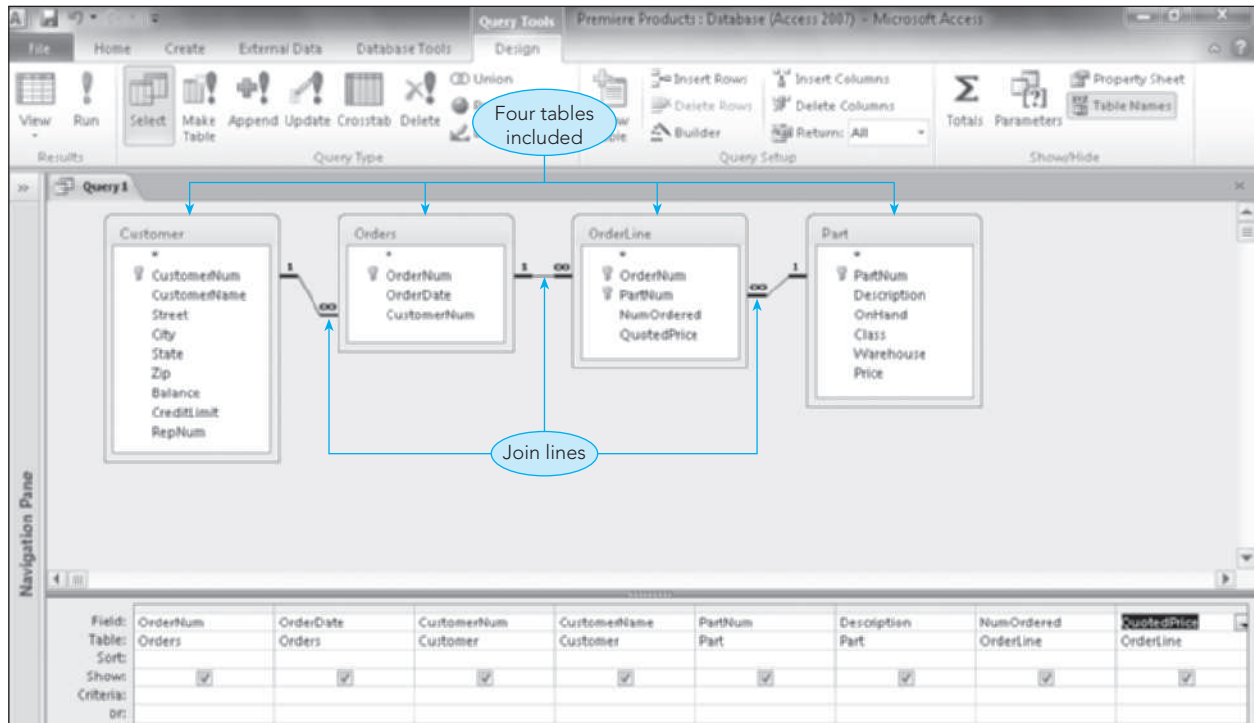 A
Query Tools
Premiere Products : Database (Access 2007) - Microsoft Access
File Home Create External Data Database Tools Design
View
Run
Results
Select
Make Table
Append
Update
Crosstab
Delete
Union
Query Type
Four tables included
Insert Rows
Delete Rows
Builder
Insert Columns
Delete Columns
Return: All
Query Setup
Totals
Parameters
Property Sheet
Table Names
Show/Hide
Query1
Customer
*
CustomerNum
CustomerName
Street
City
State
Zip
Balance
CreditLimit
RepNum
1
∞
Orders
*
OrderNum
OrderDate
CustomerNum
1
∞
OrderLine
*
OrderNum
PartNum
NumOrdered
QuotedPrice
∞
1
Part
*
PartNum
Description
OnHand
Class
Warehouse
Price
Join lines
Navigation Pane
Field: OrderNum OrderDate CustomerNum CustomerName PartNum Description NumOrdered QuotedPrice
Table: Orders Orders Customer Customer Part Part OrderLine OrderLine
Sort:
Show:
Criteria:
or: